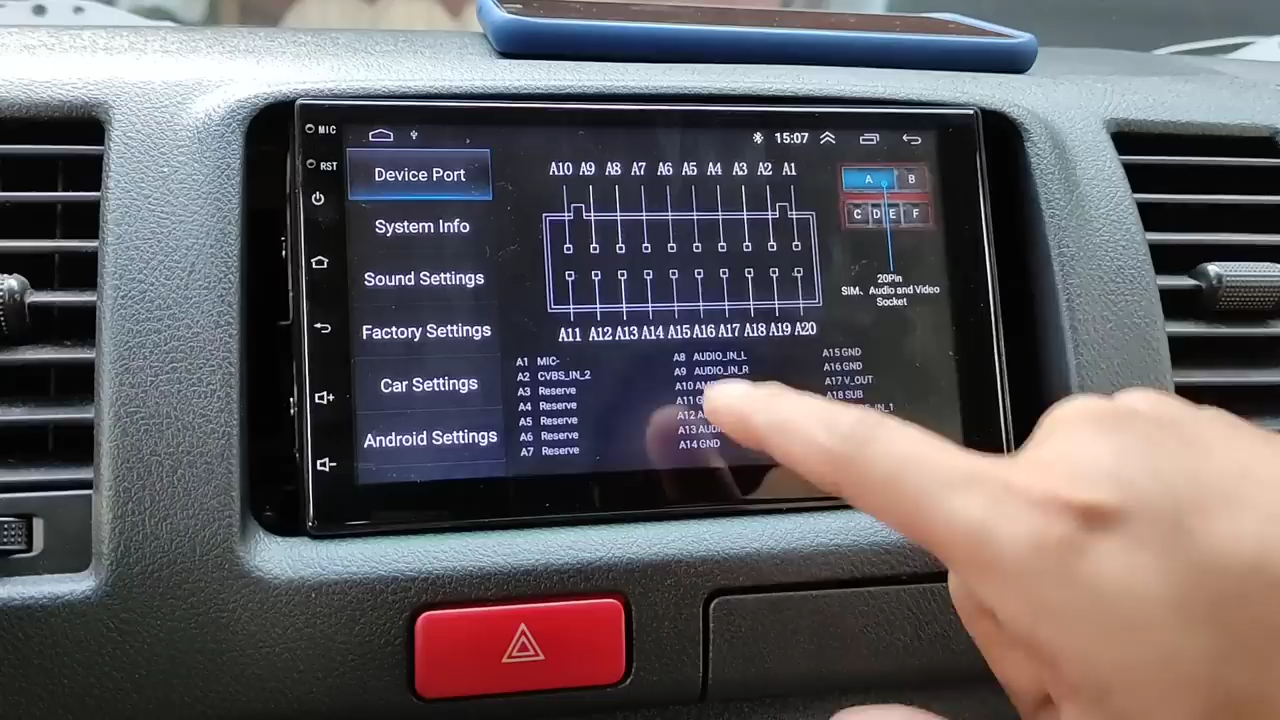 MIC
RST
15:07
Device Port
System Info
Sound Settings
Factory Settings
Car Settings
Android Settings
A10 A9 A8 A7 A6 A5 A4 A3 A2 A1
A11 A12 A13 A14 A15 A16 A17 A18 A19 A20
A B
C D E F
20Pin
SIM、Audio and Video
Socket
A1 MIC-
A2 CVBS_IN_2
A3 Reserve
A4 Reserve
A5 Reserve
A6 Reserve
A7 Reserve
A8 AUDIO_IN_L
A9 AUDIO_IN_R
A10
A11
A12
A13
A14 GND
A15 GND
A16 GND
A17 V_OUT
A18 SUB